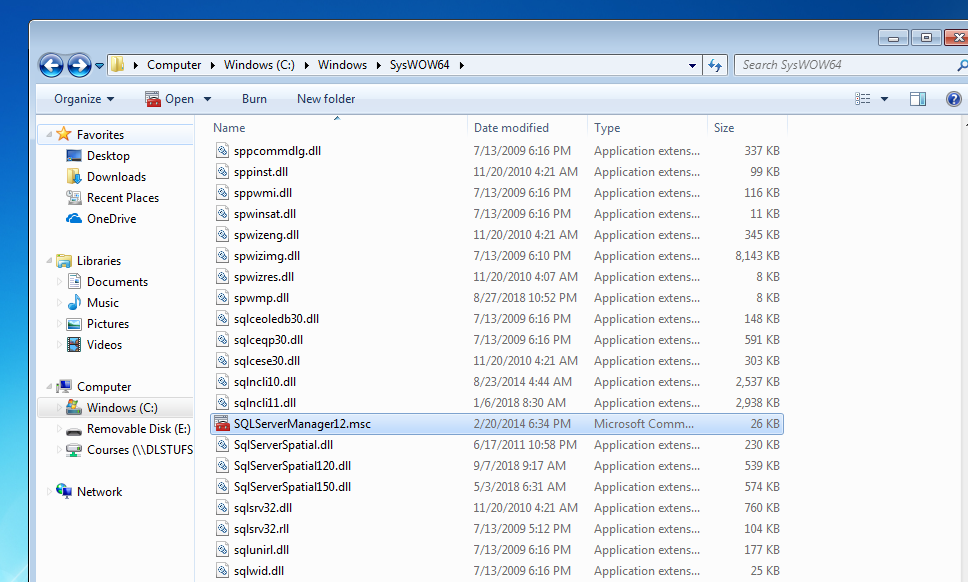 Computer Windows (C:) Windows SysWOW64
Search SysWOW64
Organize Open Burn New folder
Name Date modified Type Size
Favorites
Desktop
Downloads
Recent Places
OneDrive
Libraries
Documents
Music
Pictures
Videos
Computer
Windows (C:)
Removable Disk (E:)
Courses (\\DLSTUFS
Network
sppcommdlg.dll 7/13/2009 6:16 PM Application extens... 337 KB
sppinst.dll 11/20/2010 4:21 AM Application extens... 99 KB
sppwmi.dll 7/13/2009 6:16 PM Application extens... 116 KB
spwinsat.dll 7/13/2009 6:16 PM Application extens... 11 KB
spwizeng.dll 11/20/2010 4:21 AM Application extens... 345 KB
spwizimg.dll 7/13/2009 6:10 PM Application extens... 8,143 KB
spwizres.dll 11/20/2010 4:07 AM Application extens... 8 KB
spwmp.dll 8/27/2018 10:52 PM Application extens... 8 KB
sqlceoledb30.dll 7/13/2009 6:16 PM Application extens... 148 KB
sqlceqp30.dll 7/13/2009 6:16 PM Application extens... 591 KB
sqlcese30.dll 11/20/2010 4:21 AM Application extens... 303 KB
sqlncli10.dll 8/23/2014 4:44 AM Application extens... 2,537 KB
sqlncli11.dll 1/6/2018 8:30 AM Application extens... 2,938 KB
SQLServerManager12.msc 2/20/2014 6:34 PM Microsoft Comm... 26 KB
SqlServerSpatial.dll 6/17/2011 10:58 PM Application extens... 230 KB
SqlServerSpatial120.dll 9/7/2018 9:17 AM Application extens... 539 KB
SqlServerSpatial150.dll 5/3/2018 6:31 AM Application extens... 574 KB
sqlsrv32.dll 11/20/2010 4:21 AM Application extens... 760 KB
sqlsrv32.rll 7/13/2009 5:12 PM Application extens... 104 KB
sqlunirl.dll 7/13/2009 6:16 PM Application extens... 177 KB
sqlwid.dll 7/13/2009 6:16 PM Application extens... 25 KB